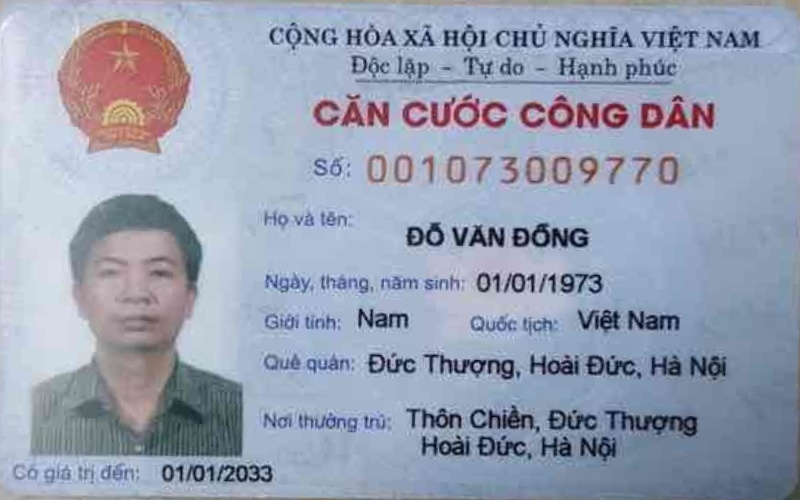 CỘNG HÒA XÃ HỘI CHỦ NGHĨA VIỆT NAM
Độc lập - Tự do - Hạnh phúc
CĂN CƯỚC CÔNG DÂN
Số: 001073009770
Họ và tên:
ĐỖ VĂN ĐỒNG
Ngày, tháng, năm sinh: 01/01/1973
Giới tính: Nam Quốc tịch: Việt Nam
Quê quán: Đức Thượng, Hoài Đức, Hà Nội
Nơi thường trú: Thôn Chiền, Đức Thượng
Hoài Đức, Hà Nội
Có giá trị đến: 01/01/2033